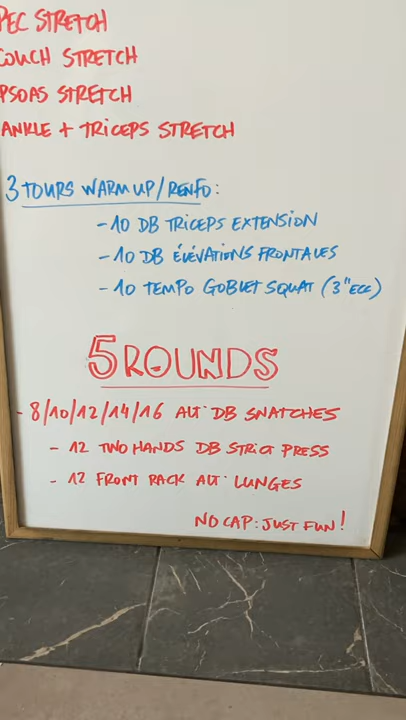 PEC STRETCH
COUCH STRETCH
PSOAS STRETCH
ANKLE + TRICEPS STRETCH
3 TOURS WARM UP/RENFO:
- 10 DB TRICEPS EXTENSION
- 10 DB ÉLÉVATIONS FRONTALES
- 10 TEMPO GOBLET SQUAT (3"ECC)
5 ROUNDS
- 8/10/12/14/16 ALT. DB SNATCHES
- 12 TWO HANDS DB STRICT PRESS
- 12 FRONT RACK ALT. LUNGES
NO CAP: JUST FUN!